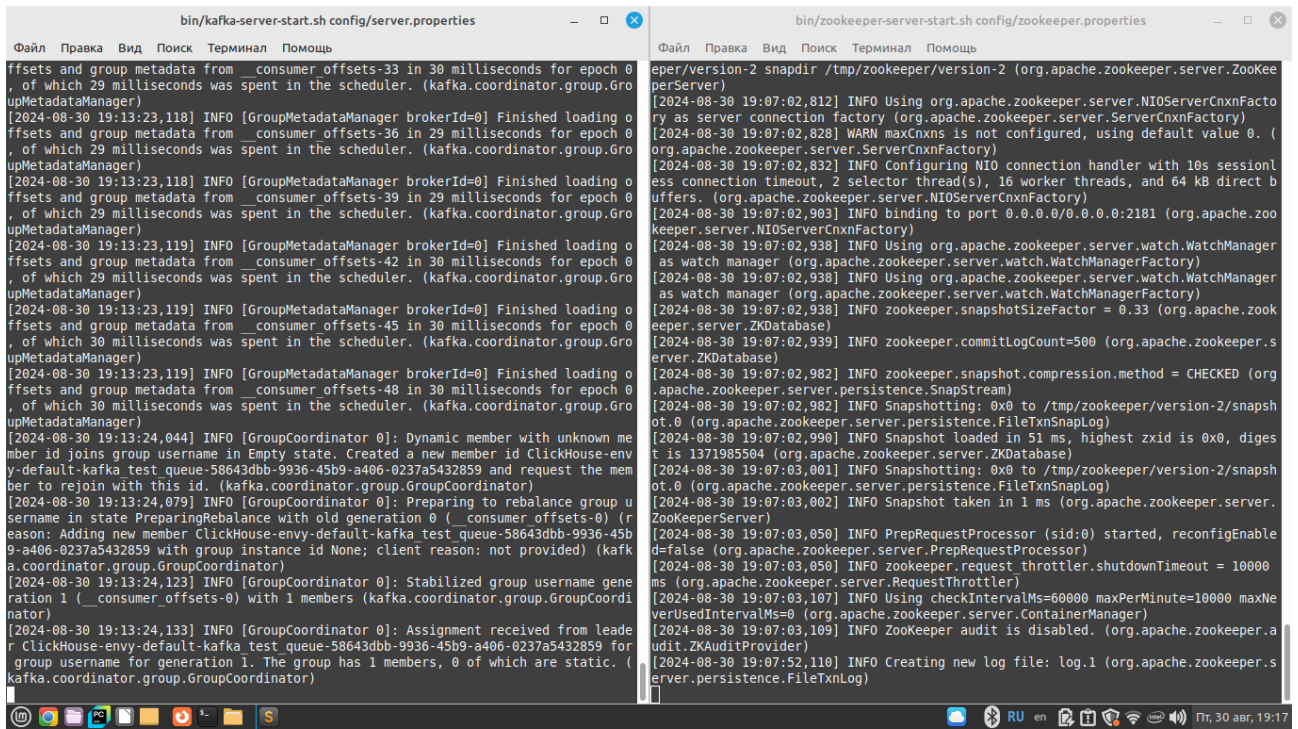 bin/kafka-server-start.sh config/server.properties
Файл Правка Вид Поиск Терминал Помощь
ffsets and group metadata from __consumer_offsets-33 in 30 milliseconds for epoch 0
, of which 29 milliseconds was spent in the scheduler. (kafka.coordinator.group.Gro
upMetadataManager)
[2024-08-30 19:13:23,118] INFO [GroupMetadataManager brokerId=0] Finished loading o
ffsets and group metadata from __consumer_offsets-36 in 29 milliseconds for epoch 0
, of which 29 milliseconds was spent in the scheduler. (kafka.coordinator.group.Gro
upMetadataManager)
[2024-08-30 19:13:23,118] INFO [GroupMetadataManager brokerId=0] Finished loading o
ffsets and group metadata from __consumer_offsets-39 in 29 milliseconds for epoch 0
, of which 29 milliseconds was spent in the scheduler. (kafka.coordinator.group.Gro
upMetadataManager)
[2024-08-30 19:13:23,119] INFO [GroupMetadataManager brokerId=0] Finished loading o
ffsets and group metadata from __consumer_offsets-42 in 30 milliseconds for epoch 0
, of which 29 milliseconds was spent in the scheduler. (kafka.coordinator.group.Gro
upMetadataManager)
[2024-08-30 19:13:23,119] INFO [GroupMetadataManager brokerId=0] Finished loading o
ffsets and group metadata from __consumer_offsets-45 in 30 milliseconds for epoch 0
, of which 30 milliseconds was spent in the scheduler. (kafka.coordinator.group.Gro
upMetadataManager)
[2024-08-30 19:13:23,119] INFO [GroupMetadataManager brokerId=0] Finished loading o
ffsets and group metadata from __consumer_offsets-48 in 30 milliseconds for epoch 0
, of which 30 milliseconds was spent in the scheduler. (kafka.coordinator.group.Gro
upMetadataManager)
[2024-08-30 19:13:24,044] INFO [GroupCoordinator 0]: Dynamic member with unknown me
mber id joins group username in Empty state. Created a new member id ClickHouse-env
y-default-kafka_test_queue-58643dbb-9936-45b9-a406-0237a5432859 and request the mem
ber to rejoin with this id. (kafka.coordinator.group.GroupCoordinator)
[2024-08-30 19:13:24,079] INFO [GroupCoordinator 0]: Preparing to rebalance group u
sername in state PreparingRebalance with old generation 0 (__consumer_offsets-0) (r
eason: Adding new member ClickHouse-envy-default-kafka_test_queue-58643dbb-9936-45b
9-a406-0237a5432859 with group instance id None; client reason: not provided) (kafk
a.coordinator.group.GroupCoordinator)
[2024-08-30 19:13:24,123] INFO [GroupCoordinator 0]: Stabilized group username gene
ration 1 (__consumer_offsets-0) with 1 members (kafka.coordinator.group.GroupCoordi
nator)
[2024-08-30 19:13:24,133] INFO [GroupCoordinator 0]: Assignment received from leade
r ClickHouse-envy-default-kafka_test_queue-58643dbb-9936-45b9-a406-0237a5432859 for
 group username for generation 1. The group has 1 members, 0 of which are static. (
kafka.coordinator.group.GroupCoordinator)
bin/zookeeper-server-start.sh config/zookeeper.properties
Файл Правка Вид Поиск Терминал Помощь
eper/version-2 snapdir /tmp/zookeeper/version-2 (org.apache.zookeeper.server.ZooKee
perServer)
[2024-08-30 19:07:02,812] INFO Using org.apache.zookeeper.server.NIOServerCnxnFacto
ry as server connection factory (org.apache.zookeeper.server.ServerCnxnFactory)
[2024-08-30 19:07:02,828] WARN maxCnxns is not configured, using default value 0. (
org.apache.zookeeper.server.ServerCnxnFactory)
[2024-08-30 19:07:02,832] INFO Configuring NIO connection handler with 10s sessionl
ess connection timeout, 2 selector thread(s), 16 worker threads, and 64 kB direct b
uffers. (org.apache.zookeeper.server.NIOServerCnxnFactory)
[2024-08-30 19:07:02,903] INFO binding to port 0.0.0.0/0.0.0.0:2181 (org.apache.zoo
keeper.server.NIOServerCnxnFactory)
[2024-08-30 19:07:02,938] INFO Using org.apache.zookeeper.server.watch.WatchManager
 as watch manager (org.apache.zookeeper.server.watch.WatchManagerFactory)
[2024-08-30 19:07:02,938] INFO Using org.apache.zookeeper.server.watch.WatchManager
 as watch manager (org.apache.zookeeper.server.watch.WatchManagerFactory)
[2024-08-30 19:07:02,938] INFO zookeeper.snapshotSizeFactor = 0.33 (org.apache.zook
eeper.server.ZKDatabase)
[2024-08-30 19:07:02,939] INFO zookeeper.commitLogCount=500 (org.apache.zookeeper.s
erver.ZKDatabase)
[2024-08-30 19:07:02,982] INFO zookeeper.snapshot.compression.method = CHECKED (org
.apache.zookeeper.server.persistence.SnapStream)
[2024-08-30 19:07:02,982] INFO Snapshotting: 0x0 to /tmp/zookeeper/version-2/snapsh
ot.0 (org.apache.zookeeper.server.persistence.FileTxnSnapLog)
[2024-08-30 19:07:02,990] INFO Snapshot loaded in 51 ms, highest zxid is 0x0, diges
t is 1371985504 (org.apache.zookeeper.server.ZKDatabase)
[2024-08-30 19:07:03,001] INFO Snapshotting: 0x0 to /tmp/zookeeper/version-2/snapsh
ot.0 (org.apache.zookeeper.server.persistence.FileTxnSnapLog)
[2024-08-30 19:07:03,002] INFO Snapshot taken in 1 ms (org.apache.zookeeper.server.
ZooKeeperServer)
[2024-08-30 19:07:03,050] INFO PrepRequestProcessor (sid:0) started, reconfigEnable
d=false (org.apache.zookeeper.server.PrepRequestProcessor)
[2024-08-30 19:07:03,050] INFO zookeeper.request_throttler.shutdownTimeout = 10000 
ms (org.apache.zookeeper.server.RequestThrottler)
[2024-08-30 19:07:03,107] INFO Using checkIntervalMs=60000 maxPerMinute=10000 maxNe
verUsedIntervalMs=0 (org.apache.zookeeper.server.ContainerManager)
[2024-08-30 19:07:03,109] INFO ZooKeeper audit is disabled. (org.apache.zookeeper.a
udit.ZKAuditProvider)
[2024-08-30 19:07:52,110] INFO Creating new log file: log.1 (org.apache.zookeeper.s
erver.persistence.FileTxnLog)
RU en Пт, 30 авг, 19:17